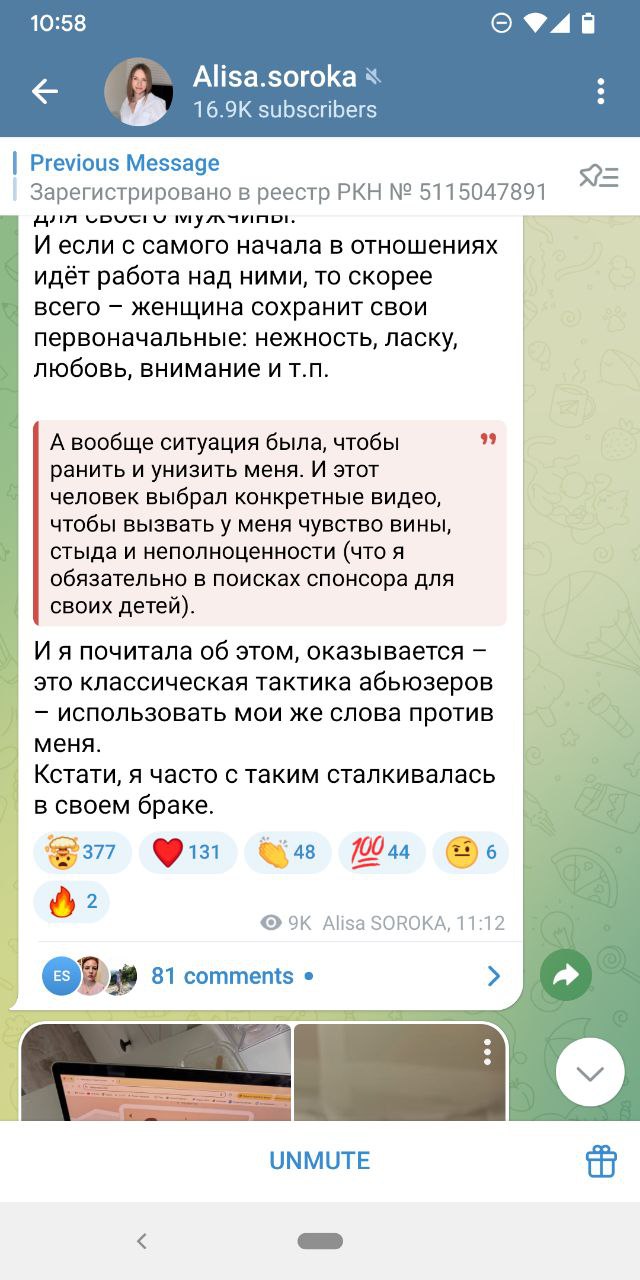 10:58
Alisa.soroka
16.9K subscribers
Previous Message
Зарегистрировано в реестр РКН № 5115047891
для своего мужчины.
И если с самого начала в отношениях
идёт работа над ними, то скорее
всего – женщина сохранит свои
первоначальные: нежность, ласку,
любовь, внимание и т.п.
А вообще ситуация была, чтобы
ранить и унизить меня. И этот
человек выбрал конкретные видео,
чтобы вызвать у меня чувство вины,
стыда и неполноценности (что я
обязательно в поисках спонсора для
своих детей).
И я почитала об этом, оказывается –
это классическая тактика абьюзеров
– использовать мои же слова против
меня.
Кстати, я часто с таким сталкивалась
в своем браке.
377 131 48 100 44 6
2
9K Alisa SOROKA, 11:12
ES 81 comments
UNMUTE